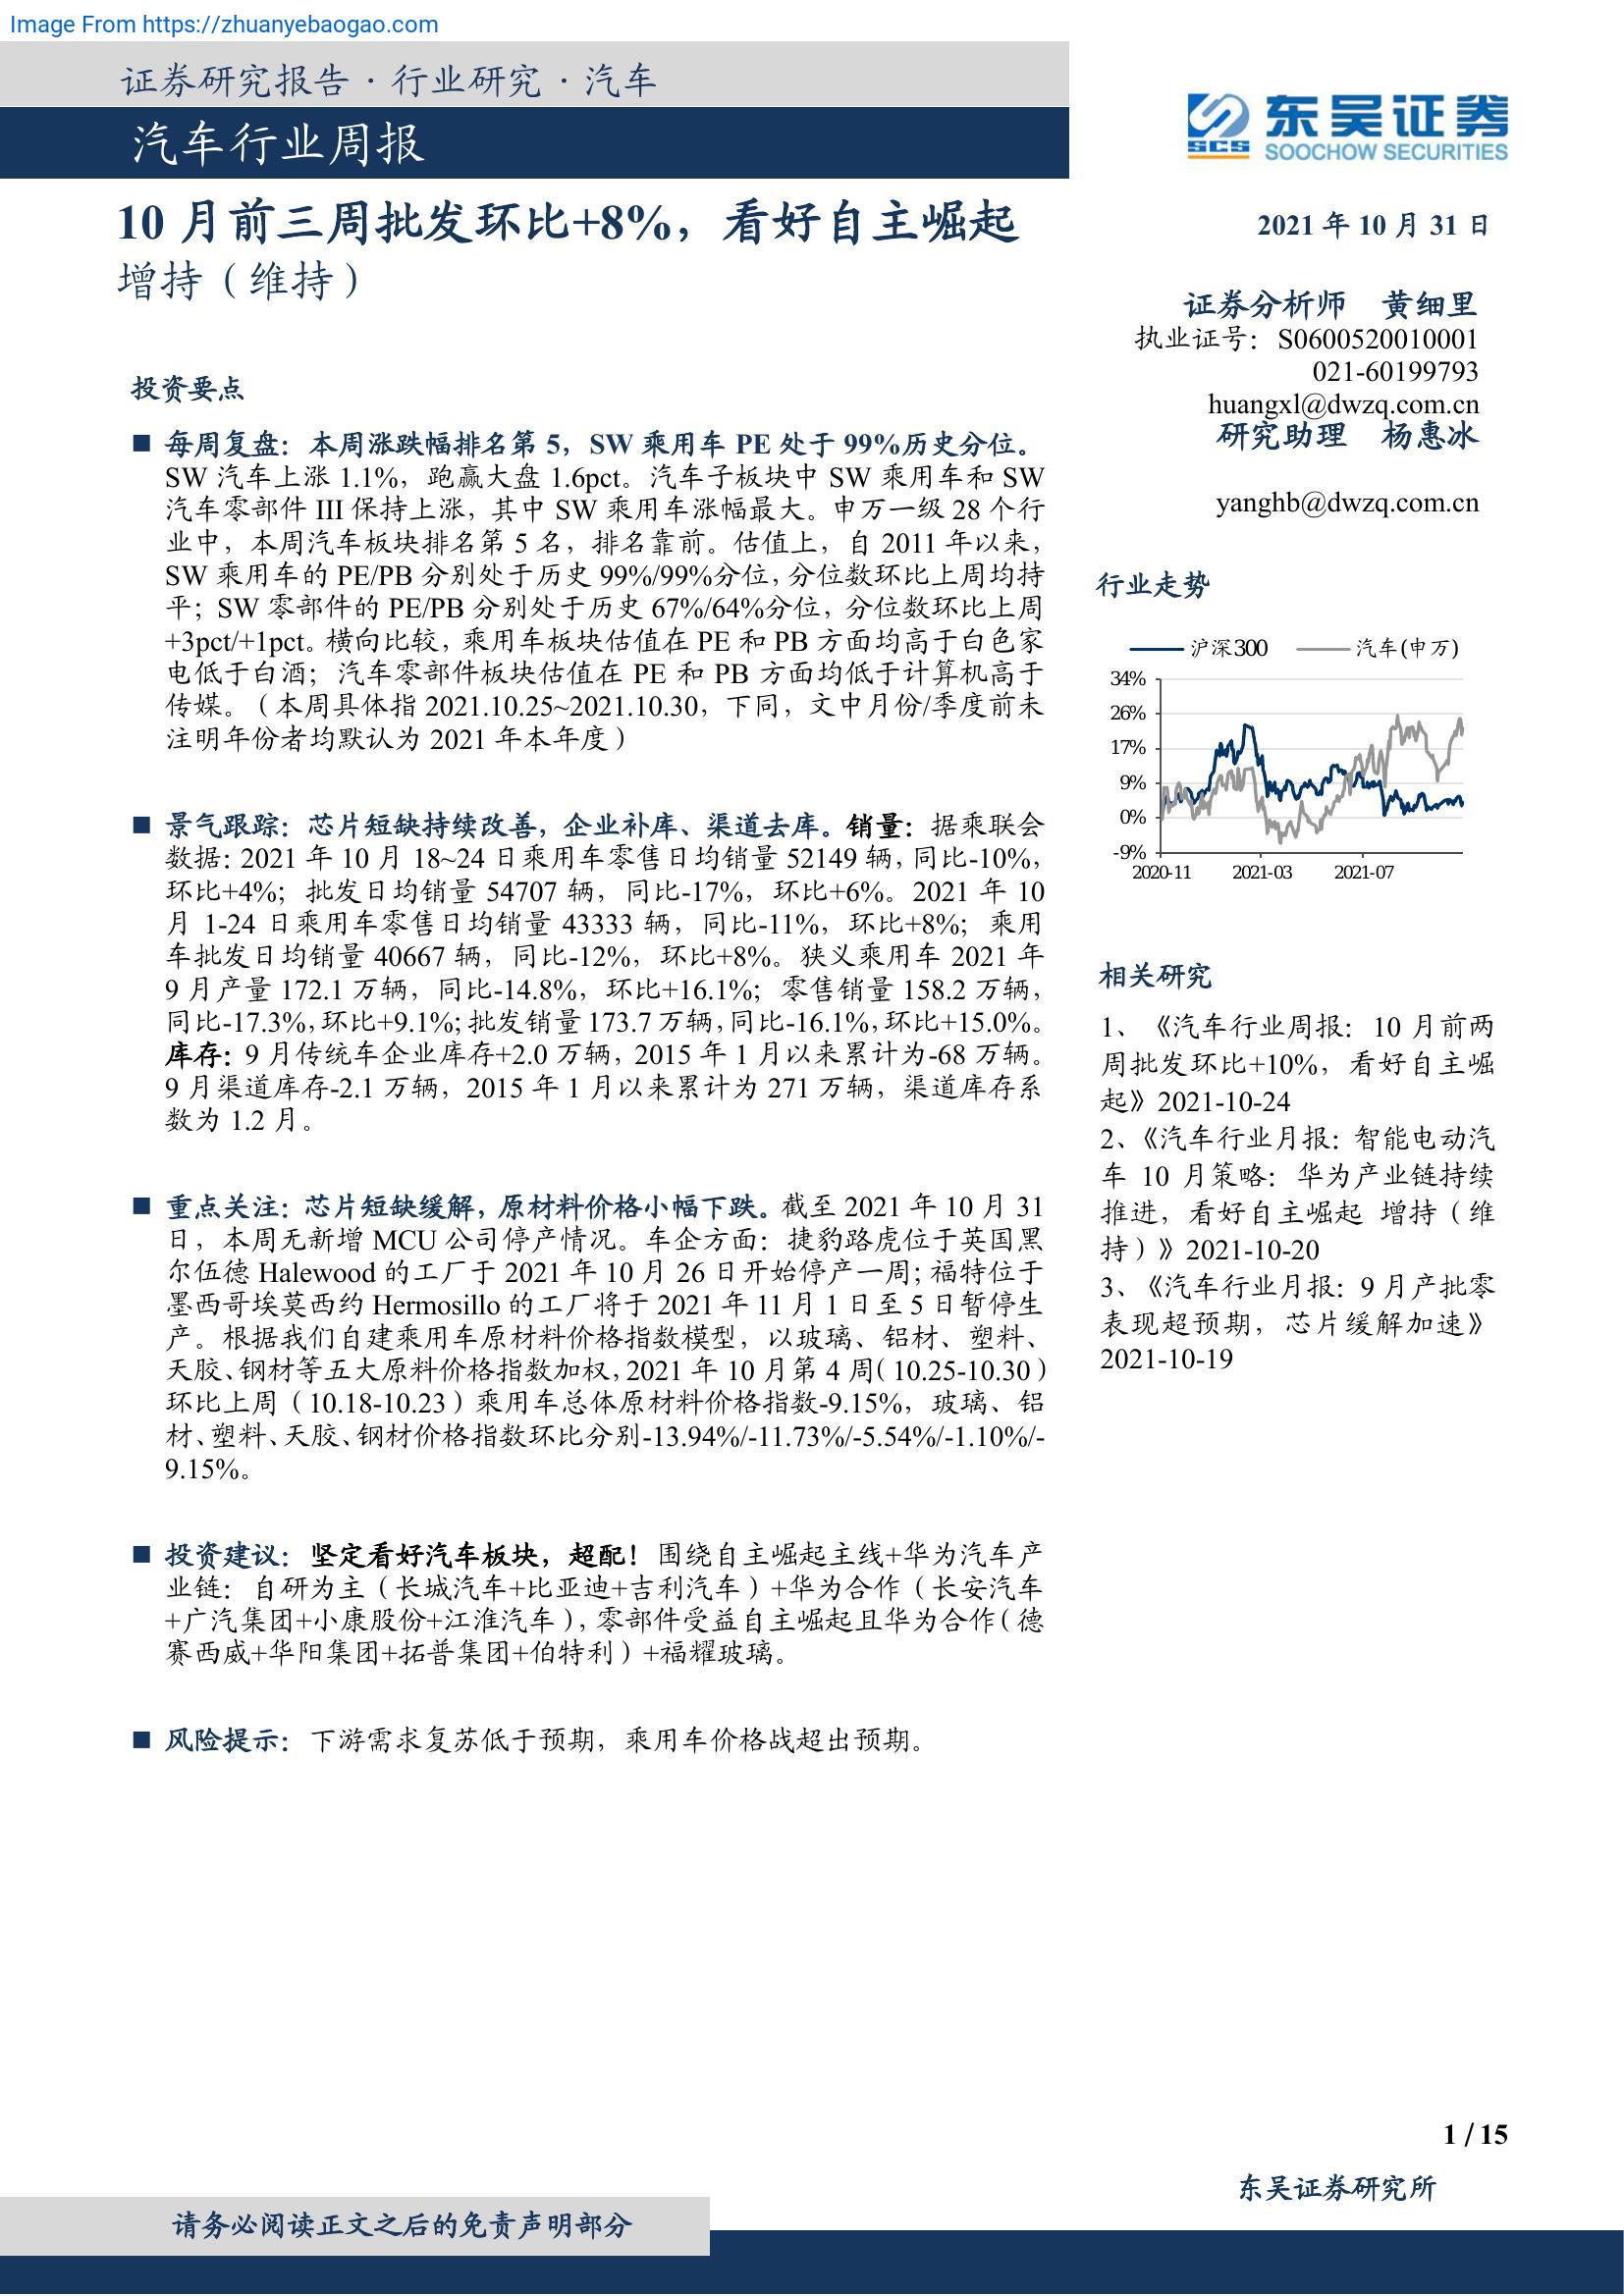 Image From https://zhuanyebaogao.com
证券研究报告·行业研究·汽车
汽车行业周报
东吴证券
SCS
SOOCHOW SECURITIES
10 月前三周批发环比+8%，看好自主崛起
增持（维持）
2021 年 10 月 31 日
证券分析师 黄细里
执业证号：S0600520010001
021-60199793
huangxl@dwzq.com.cn
研究助理 杨惠冰
yanghb@dwzq.com.cn
投资要点
■ 每周复盘：本周涨跌幅排名第 5，SW 乘用车 PE 处于 99%历史分位。
SW 汽车上涨 1.1%，跑赢大盘 1.6pct。汽车子板块中 SW 乘用车和 SW
汽车零部件 III 保持上涨，其中 SW 乘用车涨幅最大。申万一级 28 个行
业中，本周汽车板块排名第 5 名，排名靠前。估值上，自 2011 年以来，
SW 乘用车的 PE/PB 分别处于历史 99%/99%分位，分位数环比上周均持
平；SW 零部件的 PE/PB 分别处于历史 67%/64%分位，分位数环比上周
+3pct/+1pct。横向比较，乘用车板块估值在 PE 和 PB 方面均高于白色家
电低于白酒；汽车零部件板块估值在 PE 和 PB 方面均低于计算机高于
传媒。（本周具体指 2021.10.25~2021.10.30，下同，文中月份/季度前未
注明年份者均默认为 2021 年本年度）
■ 景气跟踪：芯片短缺持续改善，企业补库、渠道去库。销量：据乘联会
数据：2021 年 10 月 18~24 日乘用车零售日均销量 52149 辆，同比-10%，
环比+4%；批发日均销量 54707 辆，同比-17%，环比+6%。2021 年 10
月 1-24 日乘用车零售日均销量 43333 辆，同比-11%，环比+8%；乘用
车批发日均销量 40667 辆，同比-12%，环比+8%。狭义乘用车 2021 年
9 月产量 172.1 万辆，同比-14.8%，环比+16.1%；零售销量 158.2 万辆，
同比-17.3%，环比+9.1%；批发销量 173.7 万辆，同比-16.1%，环比+15.0%。
库存：9 月传统车企业库存+2.0 万辆，2015 年 1 月以来累计为-68 万辆。
9 月渠道库存-2.1 万辆，2015 年 1 月以来累计为 271 万辆，渠道库存系
数为 1.2 月。
■ 重点关注：芯片短缺缓解，原材料价格小幅下跌。截至 2021 年 10 月 31
日，本周无新增 MCU 公司停产情况。车企方面：捷豹路虎位于英国黑
尔伍德 Halewood 的工厂于 2021 年 10 月 26 日开始停产一周；福特位于
墨西哥埃莫西约 Hermosillo 的工厂将于 2021 年 11 月 1 日至 5 日暂停生
产。根据我们自建乘用车原材料价格指数模型，以玻璃、铝材、塑料、
天胶、钢材等五大原料价格指数加权，2021 年 10 月第 4 周（10.25-10.30）
环比上周（10.18-10.23）乘用车总体原材料价格指数-9.15%，玻璃、铝
材、塑料、天胶、钢材价格指数环比分别-13.94%/-11.73%/-5.54%/-1.10%/-
9.15%。
■ 投资建议：坚定看好汽车板块，超配！围绕自主崛起主线+华为汽车产
业链：自研为主（长城汽车+比亚迪+吉利汽车）+华为合作（长安汽车
+广汽集团+小康股份+江淮汽车），零部件受益自主崛起且华为合作（德
赛西威+华阳集团+拓普集团+伯特利）+福耀玻璃。
■ 风险提示：下游需求复苏低于预期，乘用车价格战超出预期。
行业走势
沪深300 汽车(申万)
34%
26%
17%
9%
0%
-9%
2020-11 2021-03 2021-07
相关研究
1、《汽车行业周报：10 月前两
周批发环比+10%，看好自主崛
起》2021-10-24
2、《汽车行业月报：智能电动汽
车 10 月策略：华为产业链持续
推进，看好自主崛起 增持（维
持）》2021-10-20
3、《汽车行业月报：9 月产批零
表现超预期，芯片缓解加速》
2021-10-19
1 / 15
东吴证券研究所
请务必阅读正文之后的免责声明部分